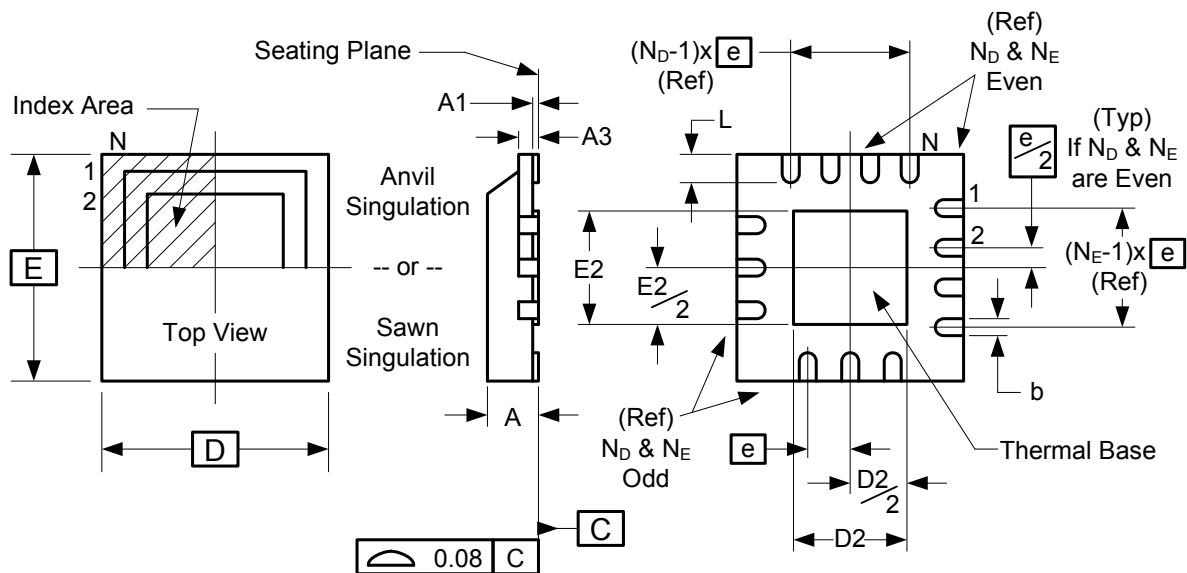 Seating Plane
Index Area
N
1
2
E
Top View
D
A1
A3
Anvil
Singulation
-- or --
Sawn
Singulation
A
C
0.08 C
(N_D-1)x e
(Ref)
(Ref)
N_D & N_E
Even
L
N
e/2
(Typ)
If N_D & N_E
are Even
1
2
(N_E-1)x e
(Ref)
E2
E2/2
b
(Ref)
N_D & N_E
Odd
e
Thermal Base
D2/2
D2